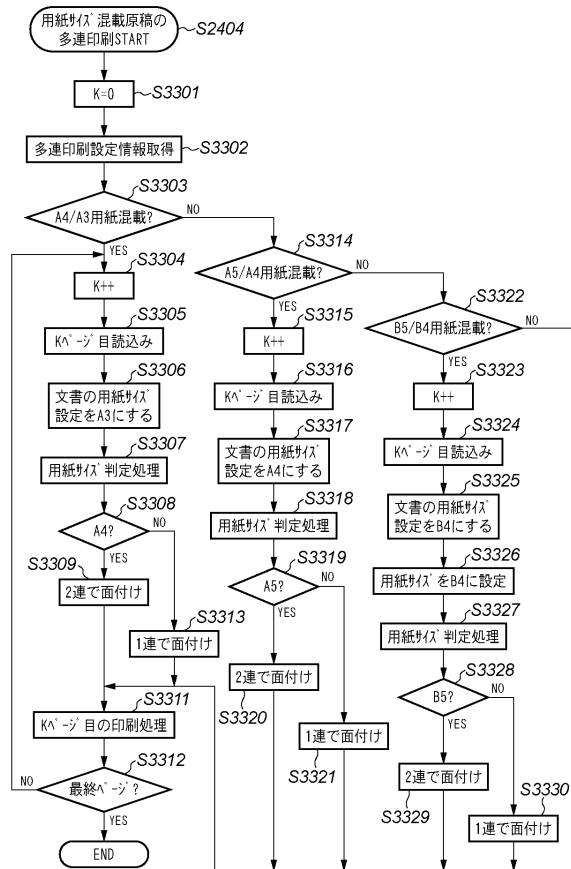 用紙サイズ混載原稿の
多連印刷START
S2404
K=0
S3301
多連印刷設定情報取得
S3302
S3303
A4/A3用紙混載?
NO
YES
S3304
K++
S3305
Kページ目読込み
S3306
文書の用紙サイズ
設定をA3にする
S3307
用紙サイズ判定処理
S3308
A4?
NO
YES
S3309
2連で面付け
S3313
1連で面付け
S3311
Kページ目の印刷処理
S3312
最終ページ?
NO
YES
END
S3314
A5/A4用紙混載?
NO
YES
S3315
K++
S3316
Kページ目読込み
S3317
文書の用紙サイズ
設定をA4にする
S3318
用紙サイズ判定処理
S3319
A5?
NO
YES
2連で面付け
S3320
1連で面付け
S3321
S3322
B5/B4用紙混載?
NO
YES
S3323
K++
S3324
Kページ目読込み
S3325
文書の用紙サイズ
設定をB4にする
S3326
用紙サイズをB4に設定
S3327
用紙サイズ判定処理
S3328
B5?
NO
YES
2連で面付け
S3329
S3330
1連で面付け